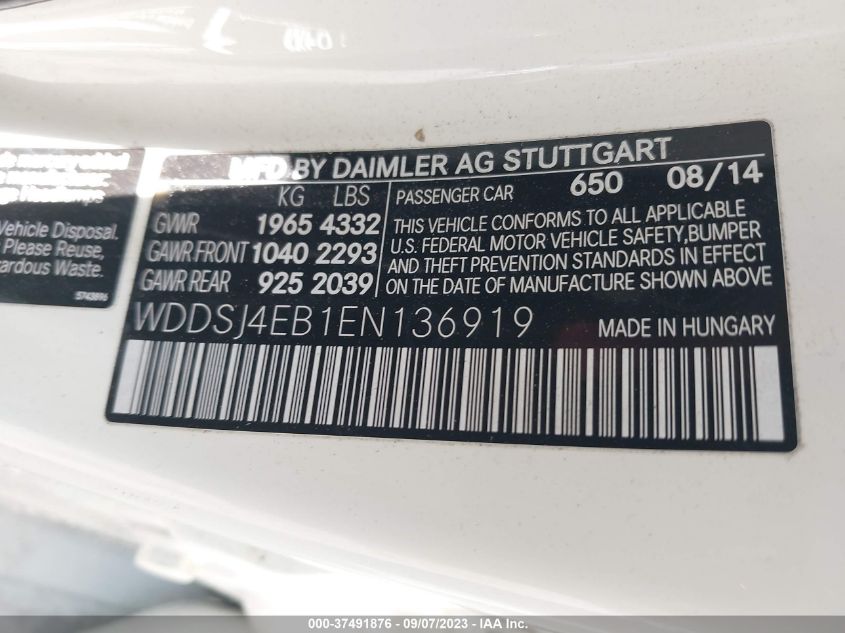 Vehicle Disposal.
Please Reuse,
ardous Waste.
MFD BY DAIMLER AG STUTTGART
KG LBS
GVWR 1965 4332
GAWR FRONT 1040 2293
GAWR REAR 925 2039
PASSENGER CAR 650 08/14
THIS VEHICLE CONFORMS TO ALL APPLICABLE
U.S. FEDERAL MOTOR VEHICLE SAFETY,BUMPER
AND THEFT PREVENTION STANDARDS IN EFFECT
ON THE DATE OF MANUFACTURE SHOWN ABOVE
WDDSJ4EB1EN136919 MADE IN HUNGARY
000-37491876 - 09/07/2023 - IAA Inc.